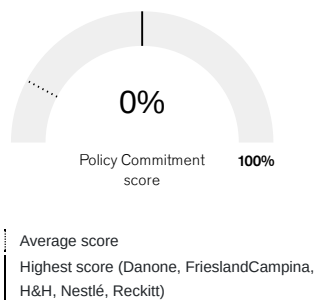 0%
Policy Commitment
score
100%
Average score
Highest score (Danone, FrieslandCampina,
H&H, Nestlé, Reckitt)